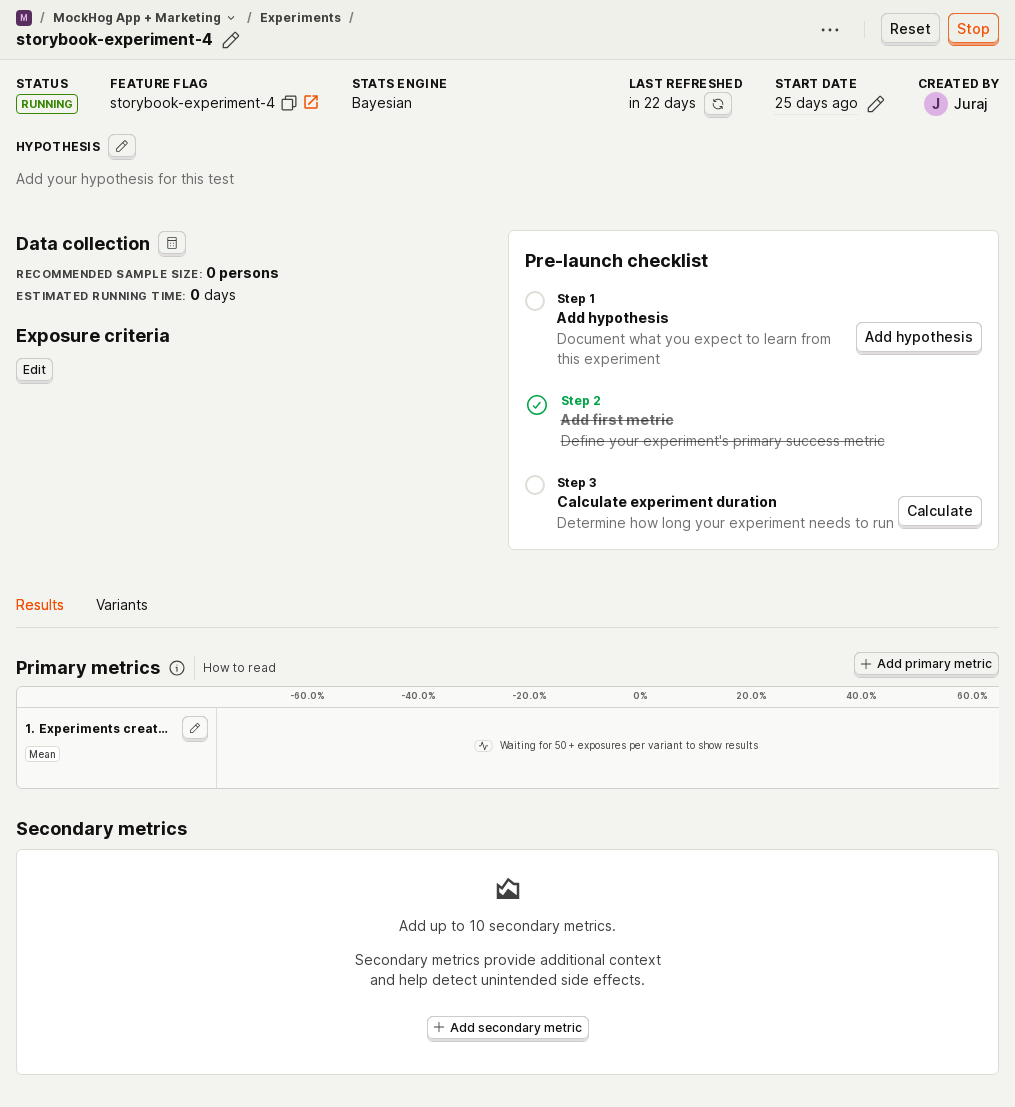 M / MockHog App + Marketing / Experiments /
storybook-experiment-4
Reset
Stop
STATUS
RUNNING
FEATURE FLAG
storybook-experiment-4
STATS ENGINE
Bayesian
LAST REFRESHED
in 22 days
START DATE
25 days ago
CREATED BY
J Juraj
HYPOTHESIS
Add your hypothesis for this test
Data collection
RECOMMENDED SAMPLE SIZE: 0 persons
ESTIMATED RUNNING TIME: 0 days
Exposure criteria
Edit
Pre-launch checklist
Step 1
Add hypothesis
Document what you expect to learn from
this experiment
Add hypothesis
Step 2
Add first metric
Define your experiment's primary success metric
Step 3
Calculate experiment duration
Determine how long your experiment needs to run
Calculate
Results Variants
Primary metrics How to read
Add primary metric
-60.0% -40.0% -20.0% 0% 20.0% 40.0% 60.0%
1. Experiments creat...
Mean
Waiting for 50+ exposures per variant to show results
Secondary metrics
Add up to 10 secondary metrics.
Secondary metrics provide additional context
and help detect unintended side effects.
Add secondary metric